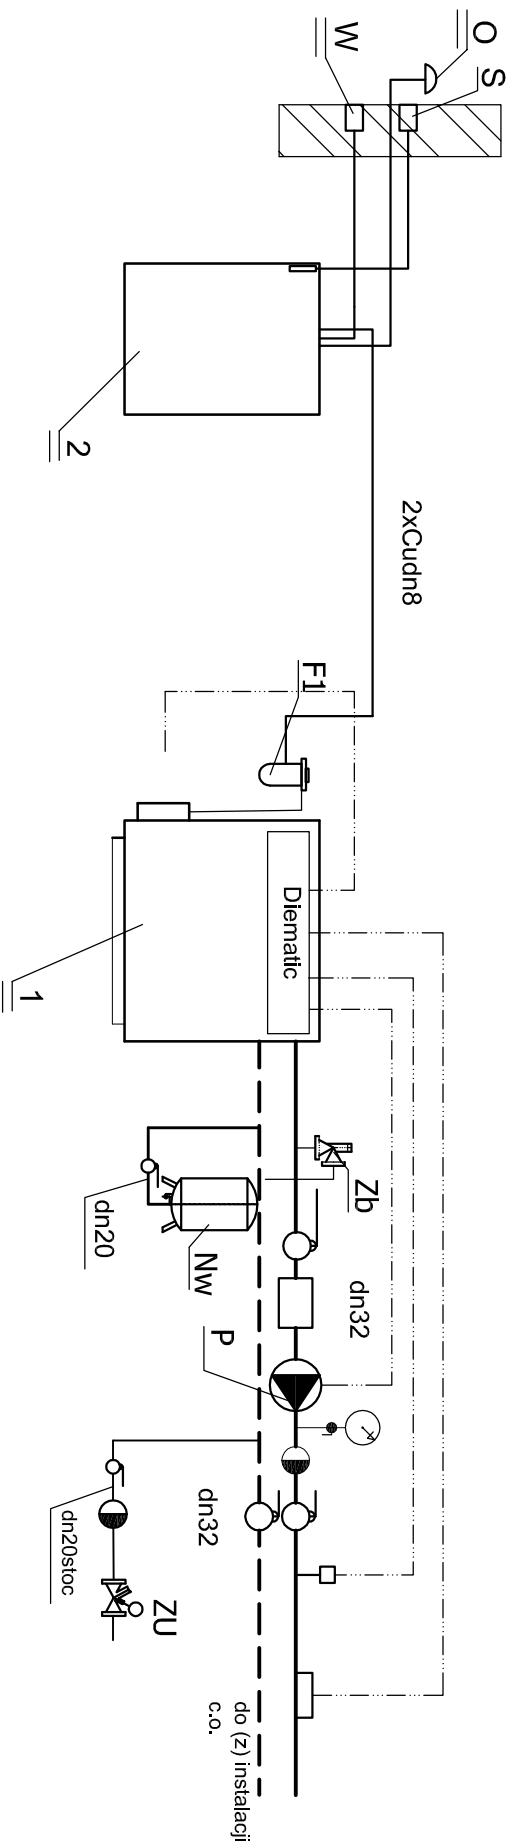 O
S
W
2
2xCudn8
F1
Diematic
1
Zb
dn20
Nw
dn32
P
dn32
dn20stoc
ZU
do (z) instalacji
c.o.